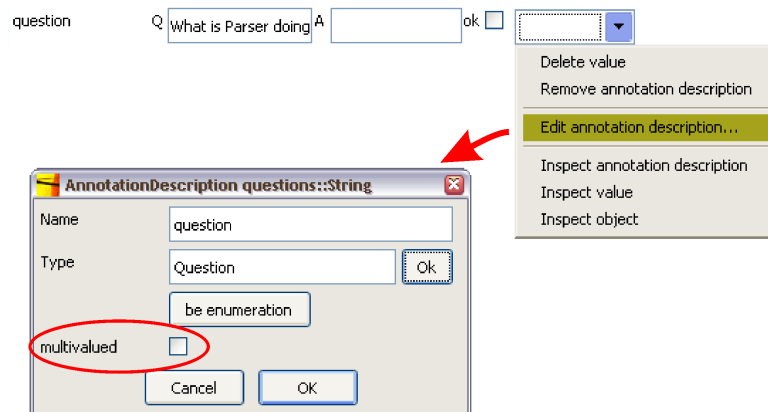 question Q What is Parser doing A ok
Delete value
Remove annotation description
Edit annotation description...
Inspect annotation description
Inspect value
Inspect object
AnnotationDescription questions::String
Name question
Type Question Ok
be enumeration
multivalued
Cancel OK